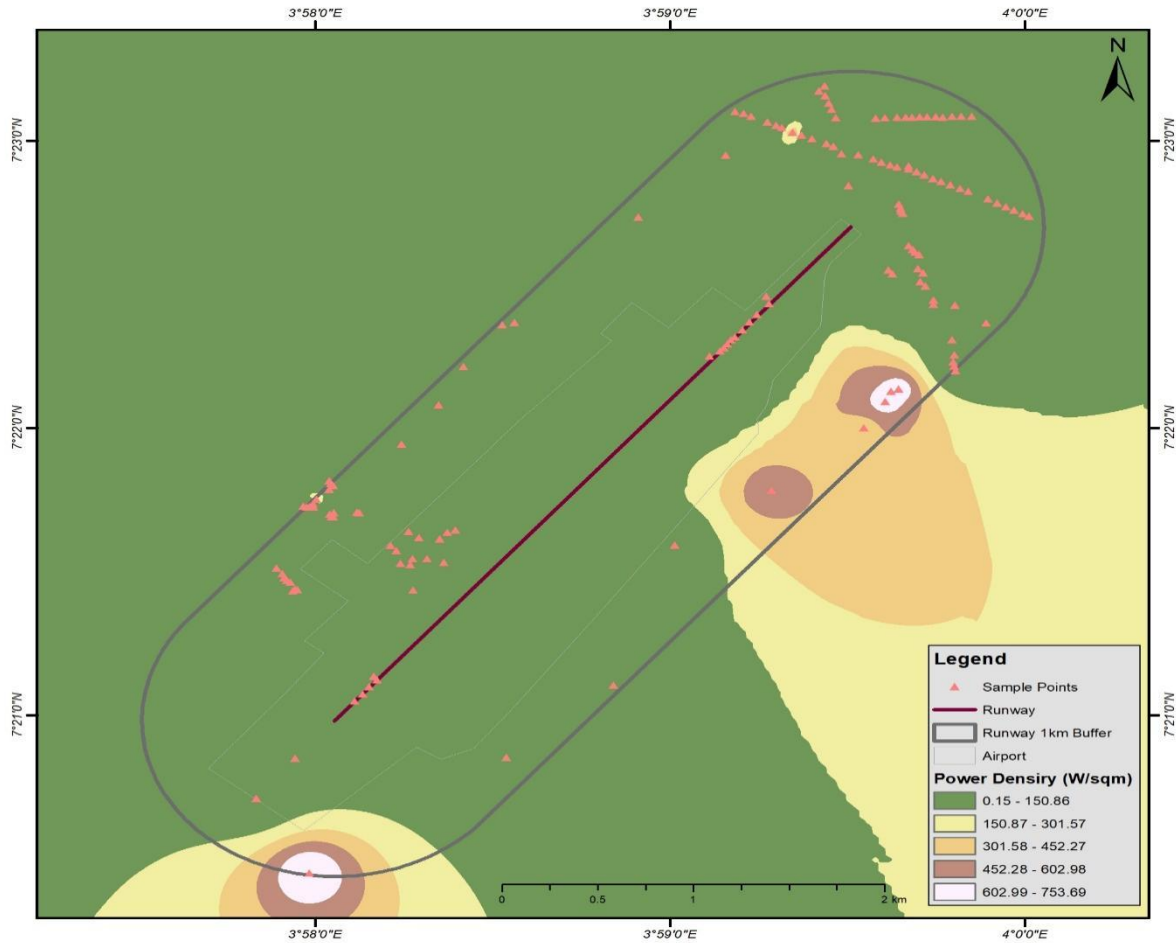 3°58'0"E 3°59'0"E 4°0'0"E
N
7°23'0"N 7°23'0"N
7°22'0"N 7°22'0"N
7°21'0"N 7°21'0"N
Legend
Sample Points
Runway
Runway 1km Buffer
Airport
Power Densiry (W/sqm)
0.15 - 150.86
150.87 - 301.57
301.58 - 452.27
452.28 - 602.98
602.99 - 753.69
0 0.5 1 2 km
3°58'0"E 3°59'0"E 4°0'0"E